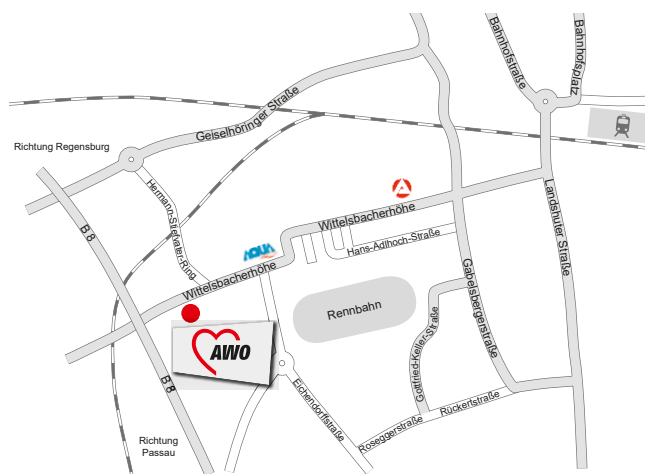 Bahnhofstraße
Bahnhofsplatz
Geiselhöringer Straße
Richtung Regensburg
Hermann-Stiefvater-Ring
B 8
Wittelsbacherhöhe
Landshuter Straße
Hans-Adlhoch-Straße
AQUA
Wittelsbacherhöhe
Gabelsbergerstraße
Rennbahn
Gottfried-Keller-Straße
AWO
B 8
Eichendorffstraße
Rückertstraße
Roseggerstraße
Richtung
Passau